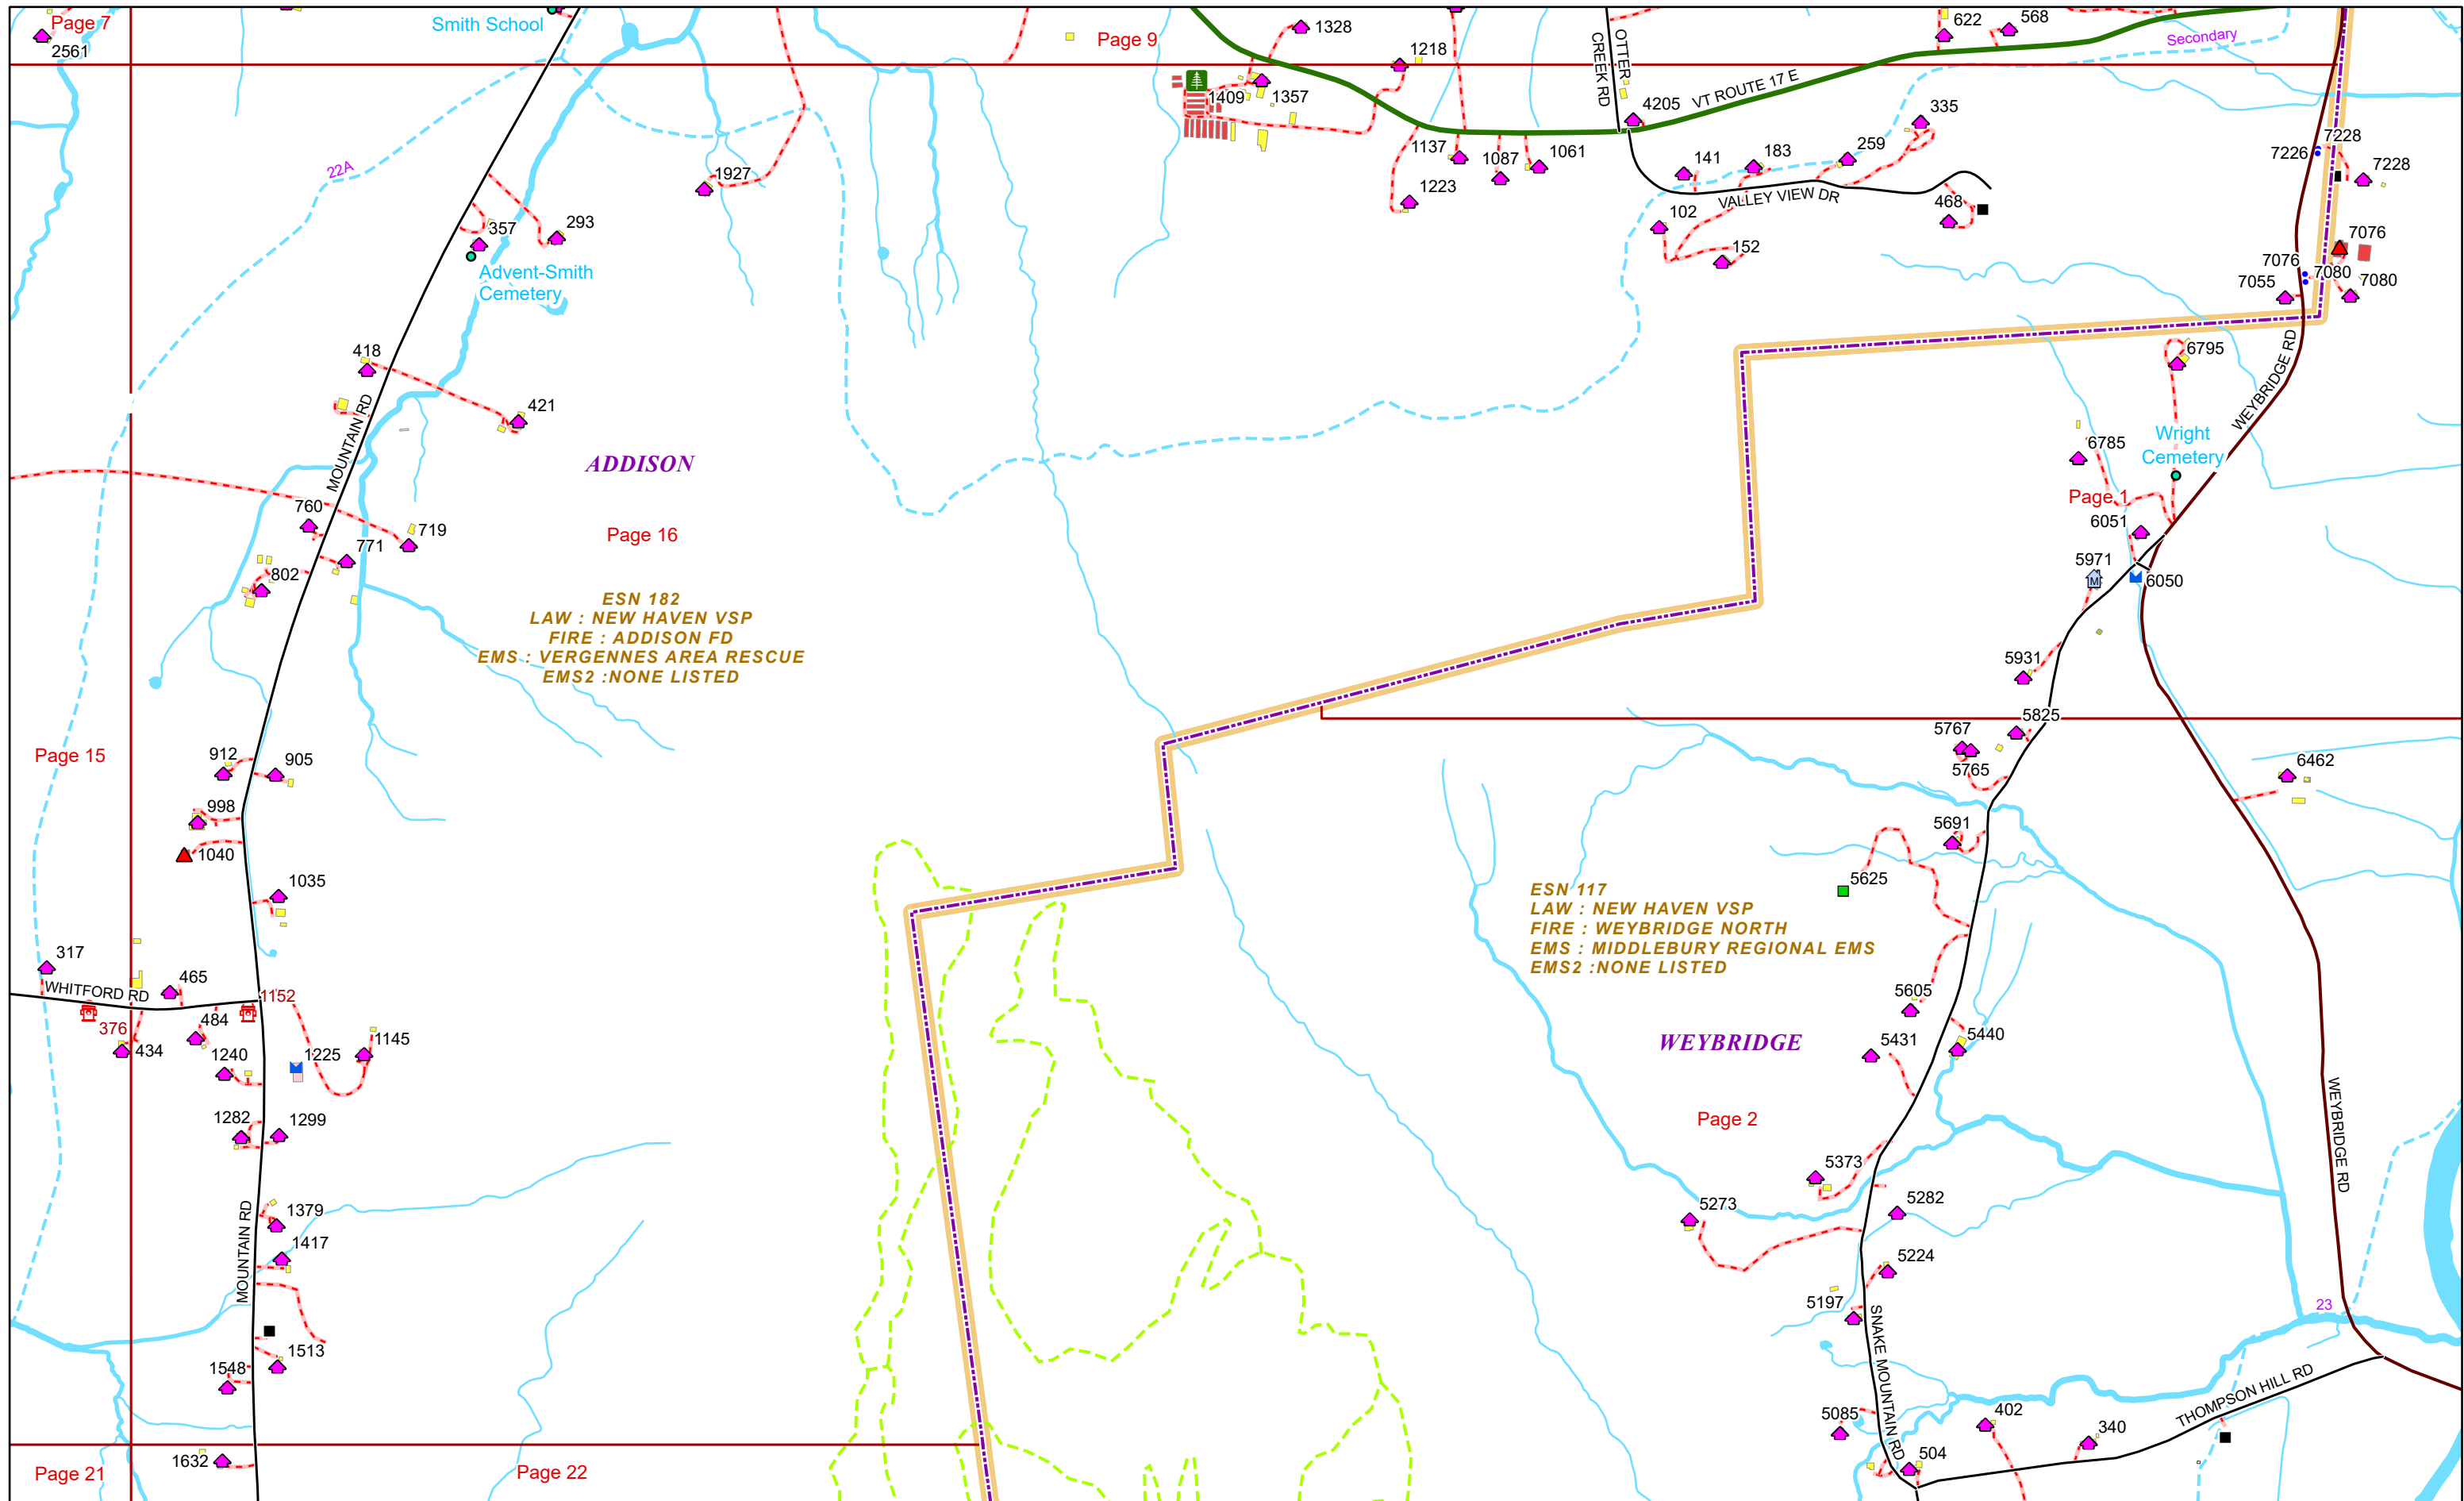 Page 7
2561
Smith School
Page 9
1328
1218
OTTER
CREEK RD
622
568
Secondary
1409
1357
4205
VT ROUTE 17 E
335
22A
1927
1137
1087
1061
1223
141
183
259
VALLEY VIEW DR
468
102
152
7226
7228
7228
357
293
Advent-Smith
Cemetery
7076
7076
7080
7055
7080
418
421
MOUNTAIN RD
ADDISON
Page 16
6795
WEYBRIDGE RD
6785
Wright
Cemetery
Page 1
6051
5971
M
6050
760
719
771
802
ESN 182
LAW : NEW HAVEN VSP
FIRE : ADDISON FD
EMS : VERGENNES AREA RESCUE
EMS2 :NONE LISTED
5931
5825
5767
5765
6462
Page 15
912
905
998
1040
1035
5691
5625
ESN 117
LAW : NEW HAVEN VSP
FIRE : WEYBRIDGE NORTH
EMS : MIDDLEBURY REGIONAL EMS
EMS2 :NONE LISTED
317
WHITFORD RD
465
1152
376
434
484
1240
1225
1145
5605
5440
5431
WEYBRIDGE
Page 2
WEYBRIDGE RD
1282
1299
5373
5273
5282
5224
5197
SNAKE MOUNTAIN RD
23
1379
1417
MOUNTAIN RD
1513
1548
1632
5085
504
402
340
THOMPSON HILL RD
Page 21
Page 22